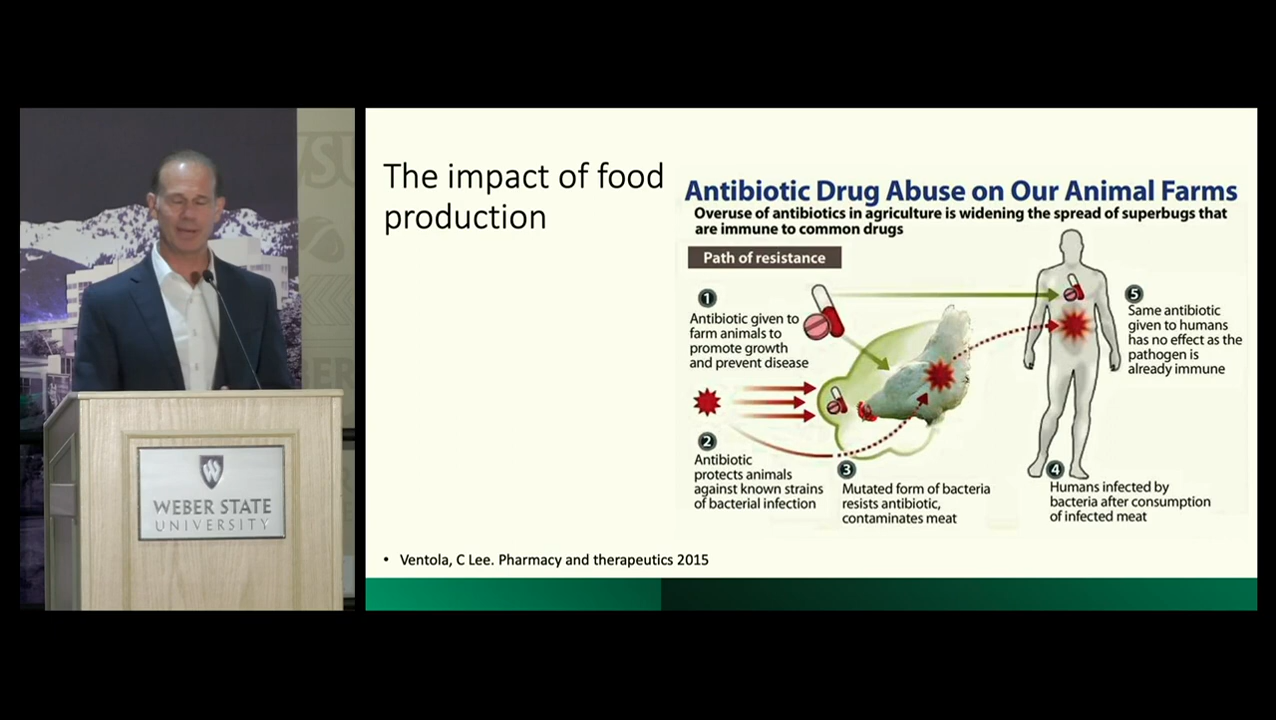 The impact of food
production
Antibiotic Drug Abuse on Our Animal Farms
Overuse of antibiotics in agriculture is widening the spread of superbugs that
are immune to common drugs
Path of resistance
1
Antibiotic given to
farm animals to
promote growth
and prevent disease
2
Antibiotic
protects animals
against known strains
of bacterial infection
3
Mutated form of bacteria
resists antibiotic,
contaminates meat
4
Humans infected by
bacteria after consumption
of infected meat
5
Same antibiotic
given to humans
has no effect as the
pathogen is
already immune
• Ventola, C Lee. Pharmacy and therapeutics 2015
W
WEBER STATE
UNIVERSITY